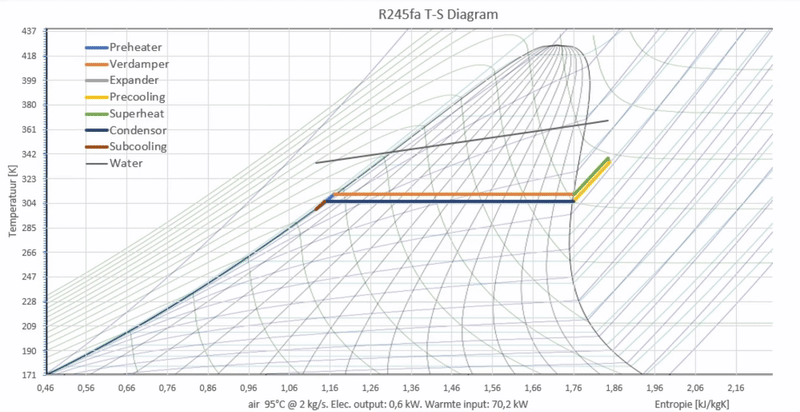 R245fa T-S Diagram
437
418
399
380
361
342
323
304
285
266
247
228
209
190
171
Temperatuur [K]
Preheater
Verdamper
Expander
Precooling
Superheat
Condensor
Subcooling
Water
0,46 0,56 0,66 0,76 0,86 0,96 1,06 1,16 1,26 1,36 1,46 1,56 1,66 1,76 1,86 1,96 2,06 2,16
air 95°C @ 2 kg/s. Elec. output: 0,6 kW. Warmte input: 70,2 kW
Entropie [kJ/kgK]